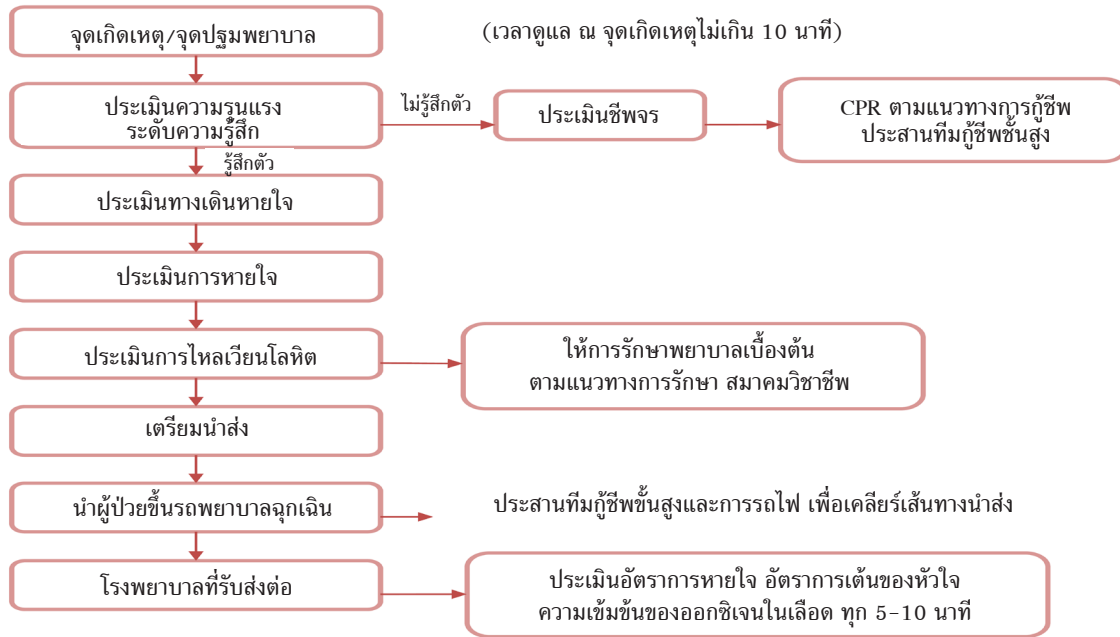 จุดเกิดเหตุ/จุดปฐมพยาบาล
(เวลาดูแล ณ จุดเกิดเหตุไม่เกิน 10 นาที)
ประเมินความรุนแรง
ระดับความรู้สึก
ไม่รู้สึกตัว
ประเมินชีพจร
CPR ตามแนวทางการกู้ชีพ
ประสานทีมกู้ชีพชั้นสูง
รู้สึกตัว
ประเมินทางเดินหายใจ
ประเมินการหายใจ
ประเมินการไหลเวียนโลหิต
ให้การรักษาพยาบาลเบื้องต้น
ตามแนวทางการรักษา สมาคมวิชาชีพ
เตรียมนำส่ง
นำผู้ป่วยขึ้นรถพยาบาลฉุกเฉิน
ประสานทีมกู้ชีพขั้นสูงและการรถไฟ เพื่อเคลียร์เส้นทางนำส่ง
โรงพยาบาลที่รับส่งต่อ
ประเมินอัตราการหายใจ อัตราการเต้นของหัวใจ
ความเข้มข้นของออกซิเจนในเลือด ทุก 5-10 นาที